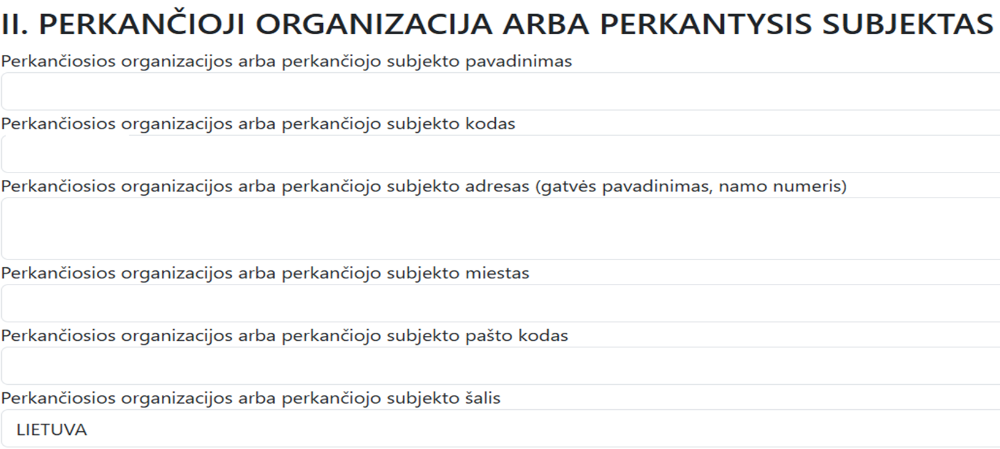 II. PERKANČIOJI ORGANIZACIJA ARBA PERKANTYSIS SUBJEKTAS
Perkančiosios organizacijos arba perkančiojo subjekto pavadinimas
Perkančiosios organizacijos arba perkančiojo subjekto kodas
Perkančiosios organizacijos arba perkančiojo subjekto adresas (gatvės pavadinimas, namo numeris)
Perkančiosios organizacijos arba perkančiojo subjekto miestas
Perkančiosios organizacijos arba perkančiojo subjekto pašto kodas
Perkančiosios organizacijos arba perkančiojo subjekto šalis
LIETUVA